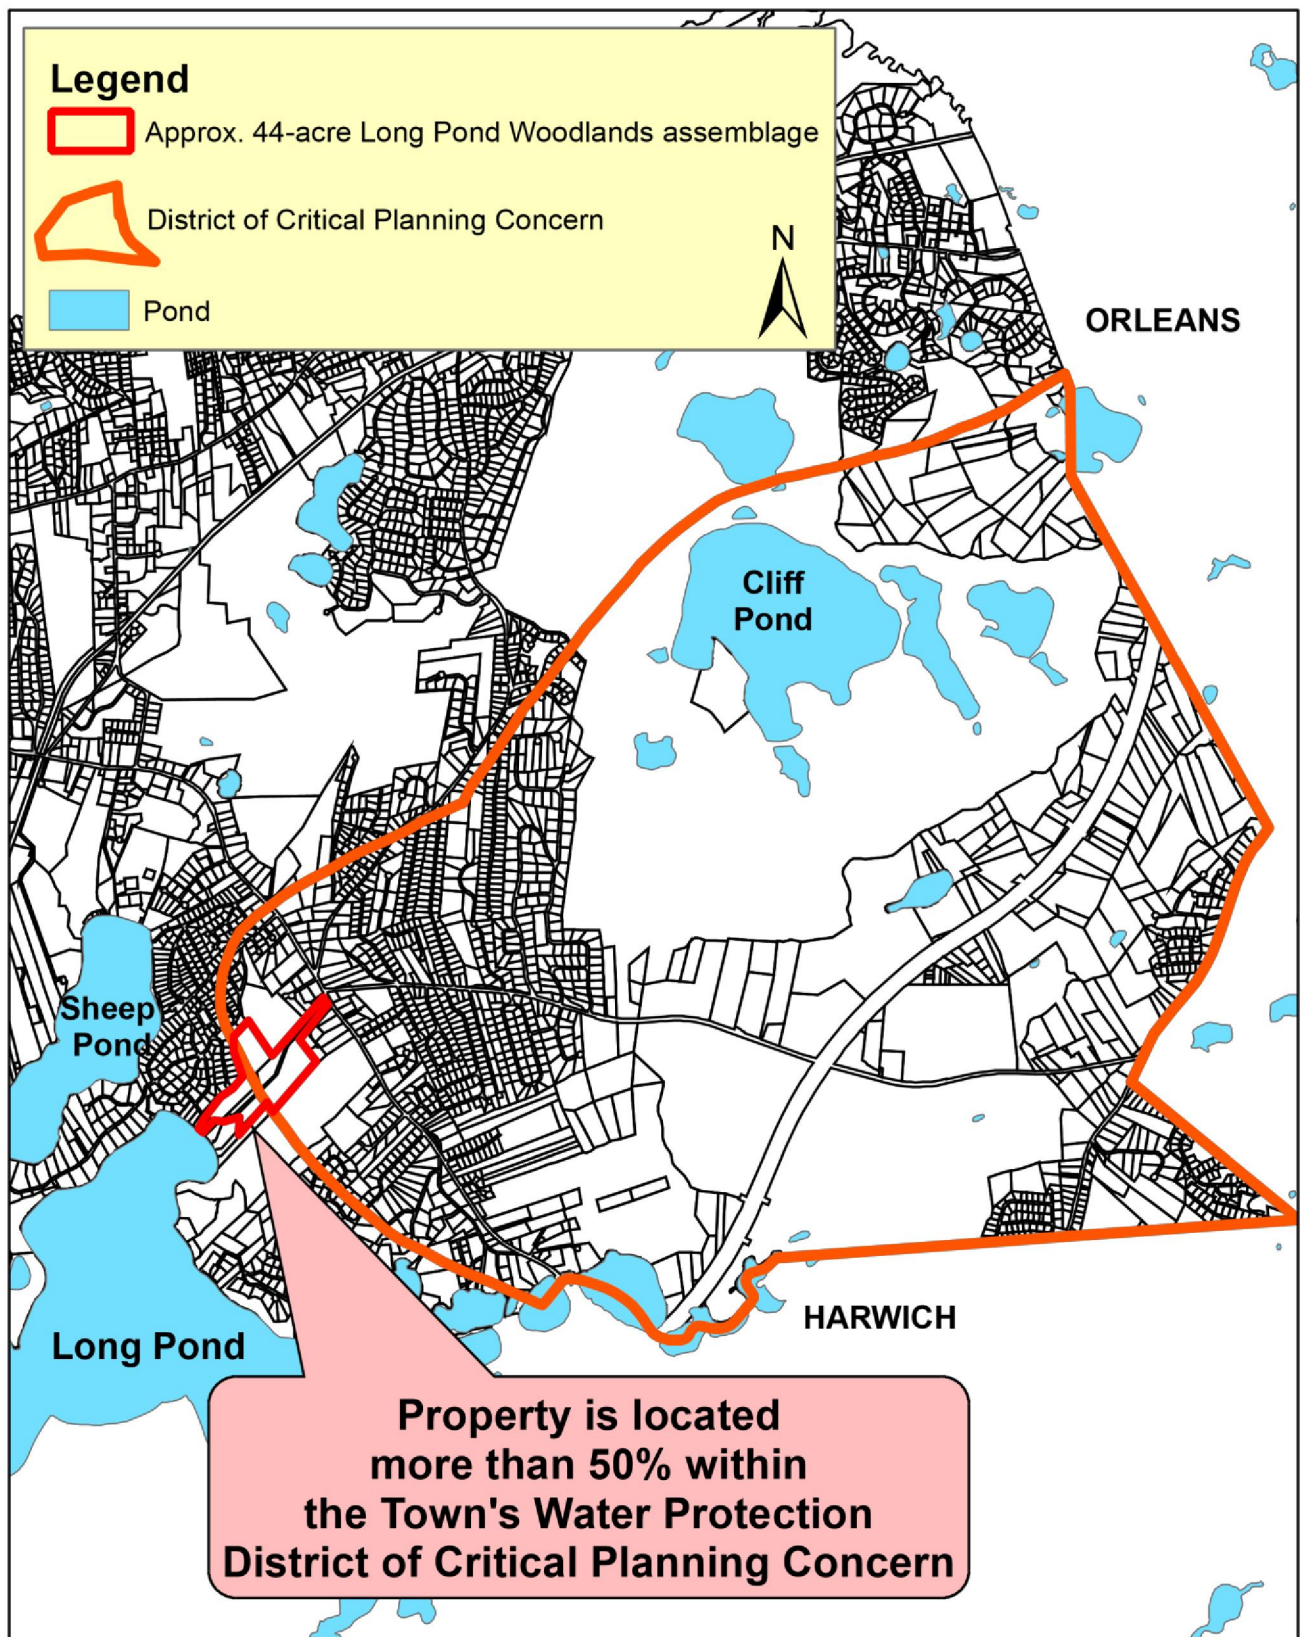 Legend
Approx. 44-acre Long Pond Woodlands assemblage
District of Critical Planning Concern
N
Pond
ORLEANS
Cliff
Pond
Sheep
Pond
Long Pond
HARWICH
Property is located
more than 50% within
the Town's Water Protection
District of Critical Planning Concern